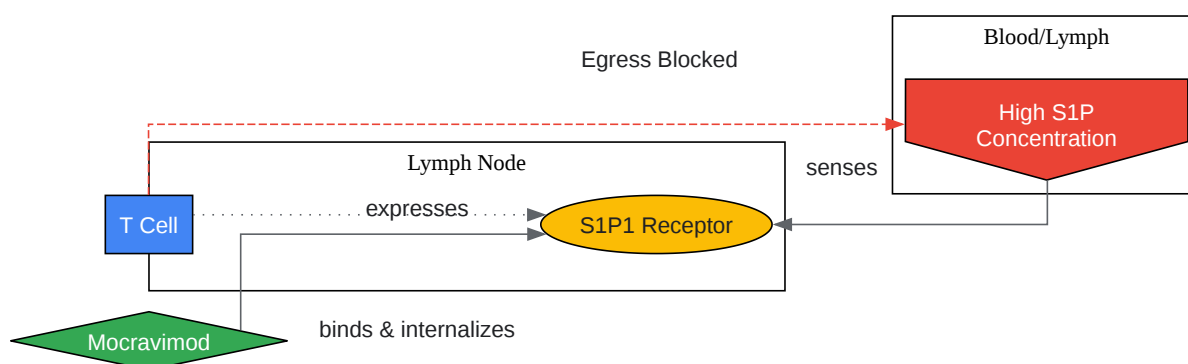 Blood/Lymph
Egress Blocked
High S1P
Concentration
Lymph Node
senses
expresses
T Cell
S1P1 Receptor
binds & internalizes
Mocravimod